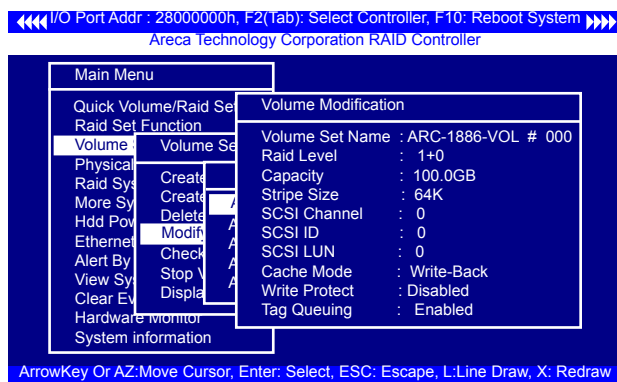 I/O Port Addr : 28000000h, F2(Tab): Select Controller, F10: Reboot System
Areca Technology Corporation RAID Controller
Main Menu
Quick Volume/Raid Set
Raid Set Function
Volume
Physical
Raid Sys
More Sy
Hdd Pow
Ethernet
Alert By
View Sys
Clear Ev
Hardware Monitor
System information
Volume Se
Create
Create
Delete
Modify
Check
Stop V
Displa
A
A
A
A
A
Volume Modification
Volume Set Name : ARC-1886-VOL # 000
Raid Level : 1+0
Capacity : 100.0GB
Stripe Size : 64K
SCSI Channel : 0
SCSI ID : 0
SCSI LUN : 0
Cache Mode : Write-Back
Write Protect : Disabled
Tag Queuing : Enabled
ArrowKey Or AZ:Move Cursor, Enter: Select, ESC: Escape, L:Line Draw, X: Redraw